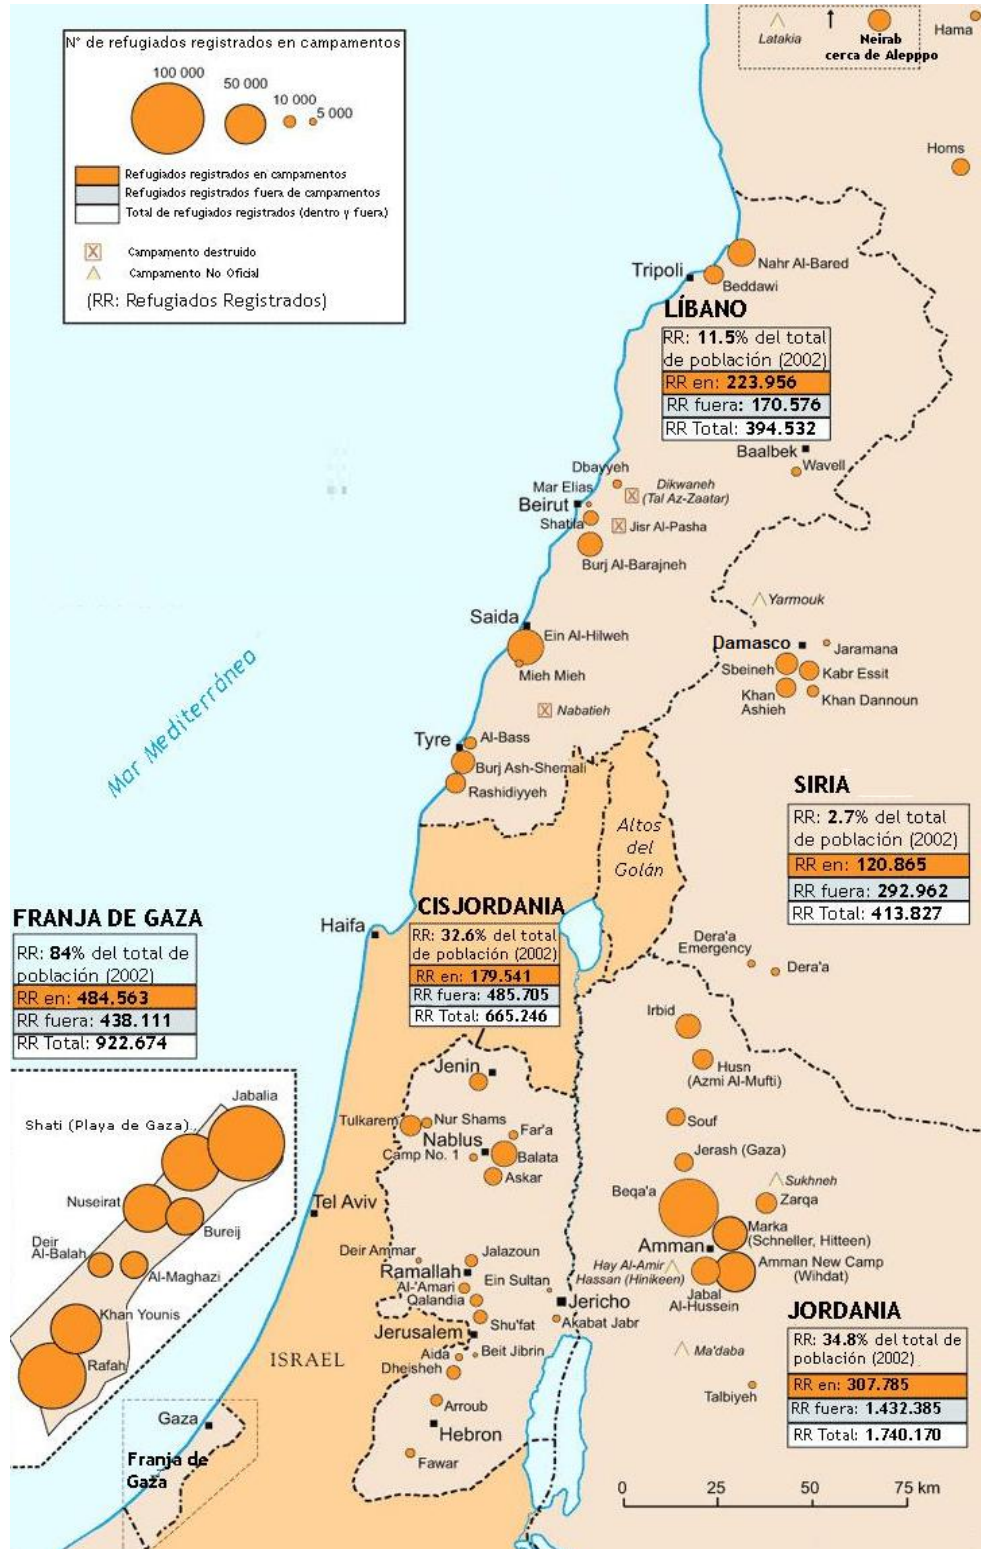 N° de refugiados registrados en campamentos
100 000
50 000
10 000
5 000
Refugiados registrados en campamentos
Refugiados registrados fuera de campamentos
Total de refugiados registrados (dentro y fuera)
Campamento destruido
Campamento No Oficial
(RR: Refugiados Registrados)
Latakia
Neirab
cerca de Alepppo
Hama
Homs
Nahr Al-Bared
Tripoli
Beddawi
LÍBANO
RR: 11.5% del total
de población (2002)
RR en: 223.956
RR fuera: 170.576
RR Total: 394.532
Baalbek
Wavell
Dbayyeh
Dikwaneh
(Tal Az-Zaatar)
Mar Elias
Beirut
Shatila
Jisr Al-Pasha
Burj Al-Barajneh
Yarmouk
Saida
Ein Al-Hilweh
Mieh Mieh
Damasco
Jaramana
Sbeineh
Kabr Essit
Khan
Ashieh
Khan Dannoun
Nabatieh
Mar Mediterráneo
Tyre
Al-Bass
Burj Ash-Shemali
Rashidiyyeh
SIRIA
RR: 2.7% del total
de población (2002)
RR en: 120.865
RR fuera: 292.962
RR Total: 413.827
Altos
del
Golán
FRANJA DE GAZA
RR: 84% del total de
población (2002)
RR en: 484.563
RR fuera: 438.111
RR Total: 922.674
Haifa
CISJORDANIA
RR: 32.6% del total
de población (2002)
RR en: 179.541
RR fuera: 485.705
RR Total: 665.246
Dera'a
Emergency
Dera'a
Irbid
Husn
(Azmi Al-Mufti)
Souf
Jerash (Gaza)
Sukhneh
Beqa'a
Zarqa
Marka
(Schneller, Hitteen)
Amman
Amman New Camp
(Wihdat)
Hay Al-Amir
Hassan (Hinikeen)
Jabal
Al-Hussein
Jenin
Tulkarem
Nur Shams
Far'a
Nablus
Camp No. 1
Balata
Askar
Tel Aviv
Deir Ammar
Jalazoun
Ramallah
Ein Sultan
Al-'Amari
Qalandia
Jericho
Shu'fat
Akabat Jabr
Jerusalem
Aida
Beit Jibrin
Dheisheh
ISRAEL
Arroub
Hebron
Fawar
Jabalia
Shati (Playa de Gaza)
Nuseirat
Bureij
Deir
Al-Balah
Al-Maghazi
Khan Younis
Rafah
Gaza
Franja de
Gaza
JORDANIA
RR: 34.8% del total de
población (2002)
RR en: 307.785
RR fuera: 1.432.385
RR Total: 1.740.170
Ma'daba
Talbiyeh
0 25 50 75 km